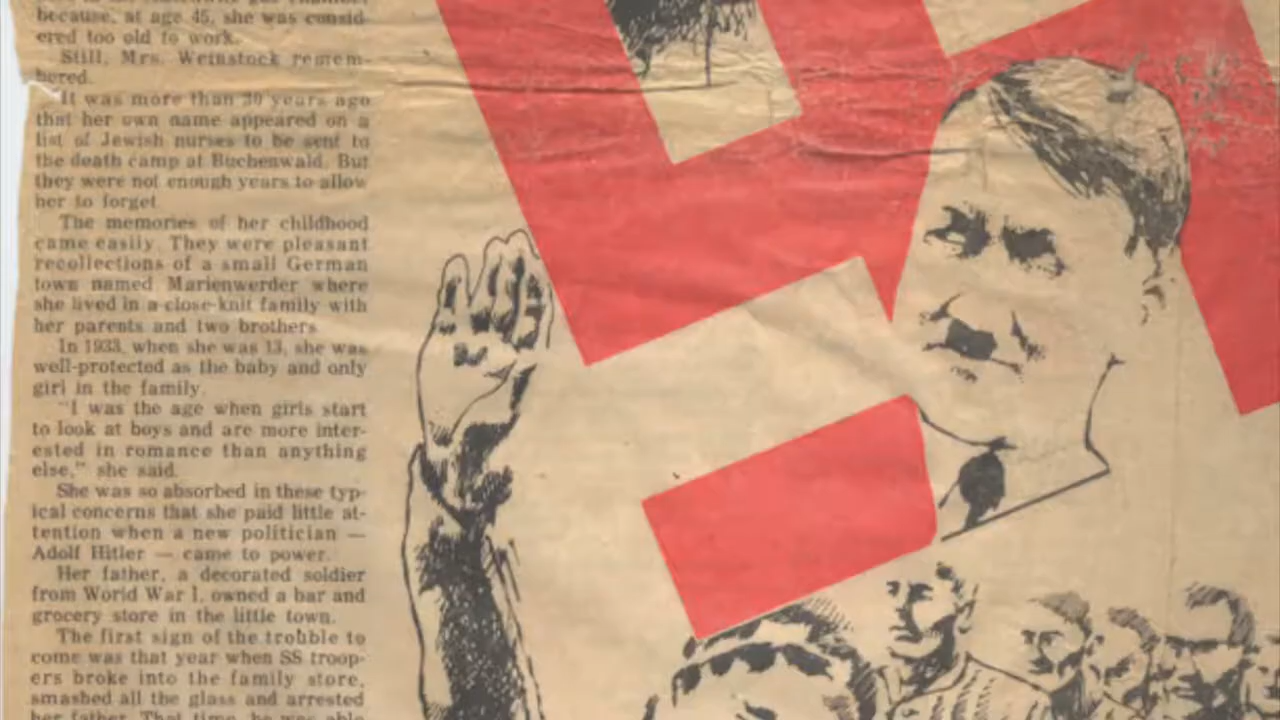 because, at age 45, she was consid-
ered too old to work.
Still, Mrs. Weinstock remem-
bered.
It was more than 30 years ago
that her own name appeared on a
list of Jewish nurses to be sent to
the death camp at Buchenwald. But
they were not enough years to allow
her to forget.
The memories of her childhood
came easily. They were pleasant
recollections of a small German
town named Marienwerder where
she lived in a close-knit family with
her parents and two brothers.
In 1933, when she was 13, she was
well-protected as the baby and only
girl in the family.
"I was the age when girls start
to look at boys and are more inter-
ested in romance than anything
else," she said.
She was so absorbed in these typ-
ical concerns that she paid little at-
tention when a new politician —
Adolf Hitler — came to power.
Her father, a decorated soldier
from World War I, owned a bar and
grocery store in the little town.
The first sign of the trouble to
come was that year when SS troop-
ers broke into the family store,
smashed all the glass and arrested
her father. That time, he was able